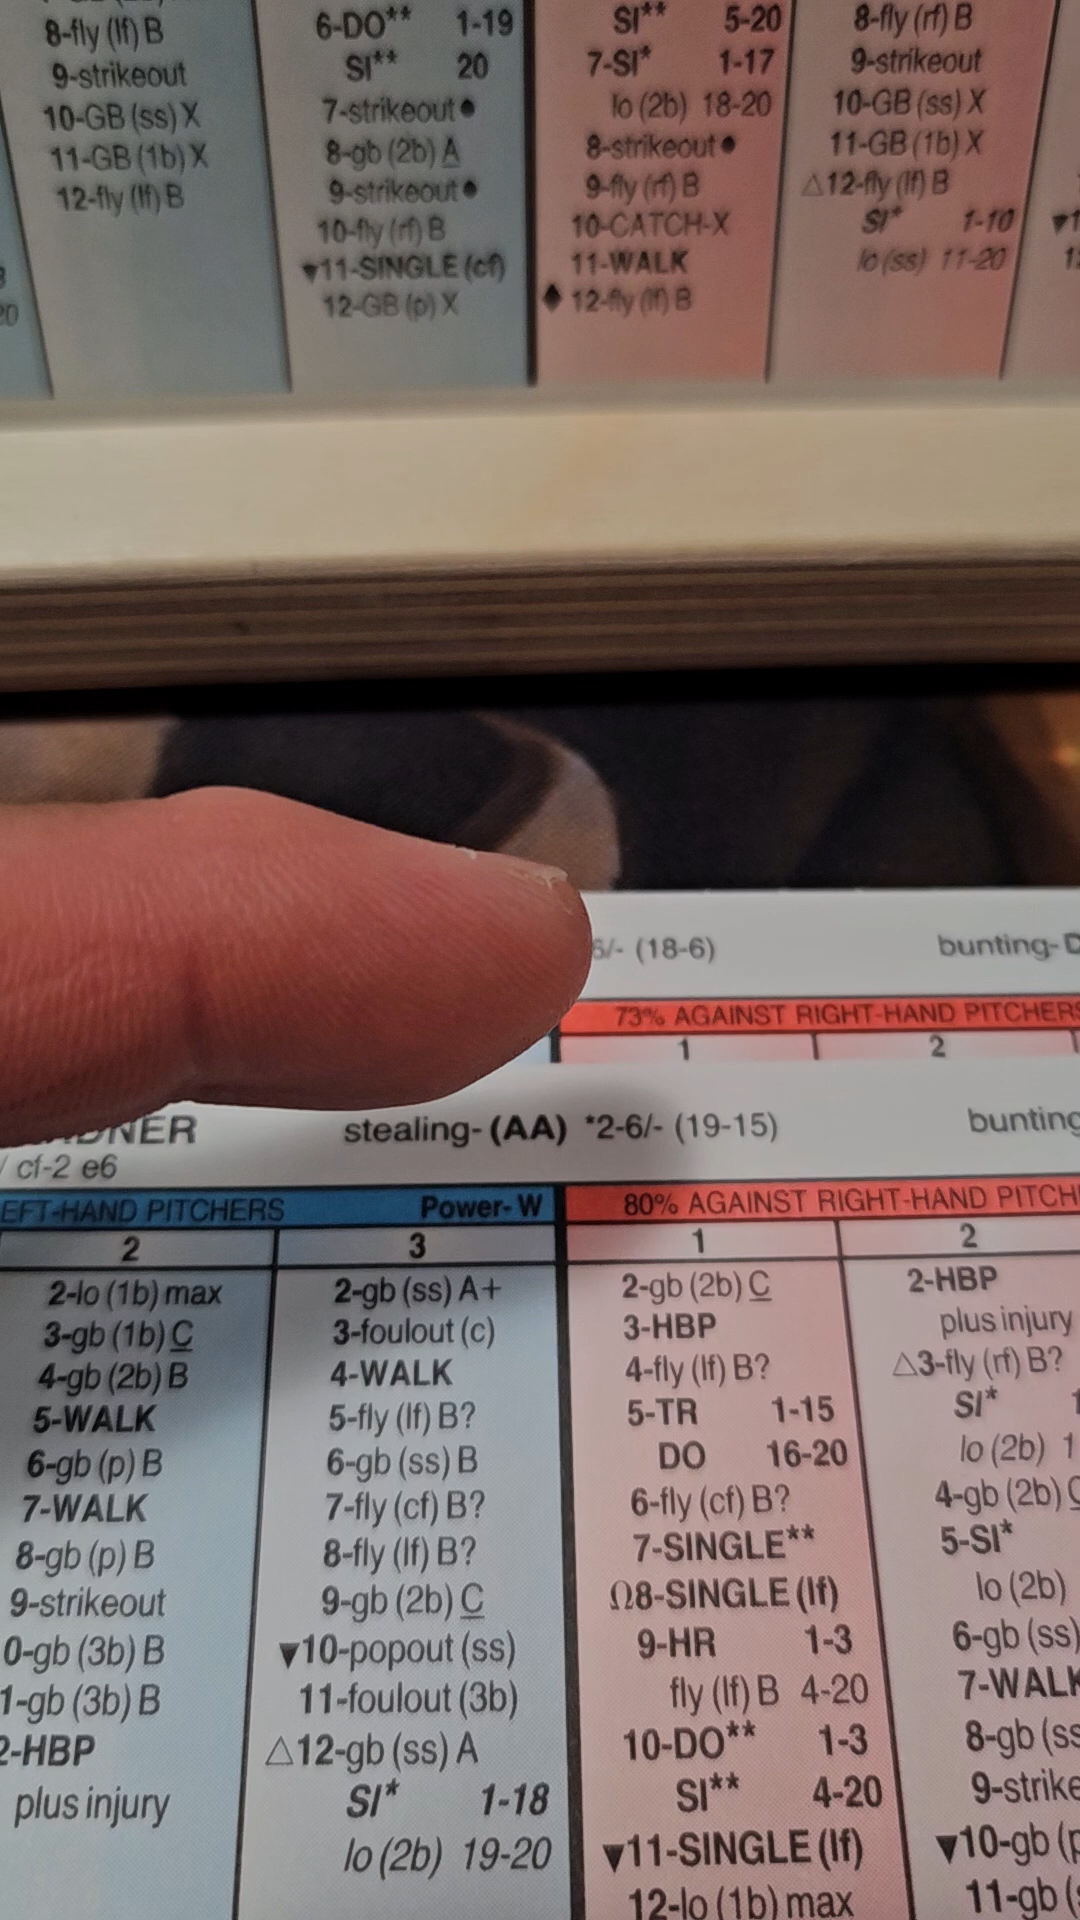 8-fly (lf) B
9-strikeout
10-GB (ss) X
11-GB (1b) X
12-fly (lf) B
6-DO** 1-19
SI** 20
7-strikeout●
8-gb (2b) A
9-strikeout●
10-fly (rf) B
▼11-SINGLE (cf)
12-GB (p) X
SI** 5-20
7-SI* 1-17
lo (2b) 18-20
8-strikeout●
9-fly (rf) B
10-CATCH-X
11-WALK
♦ 12-fly (lf) B
8-fly (rf) B
9-strikeout
10-GB (ss) X
11-GB (1b) X
△12-fly (lf) B
SI* 1-10
lo (ss) 11-20
6/- (18-6) bunting-D
73% AGAINST RIGHT-HAND PITCHERS
1 2
stealing- (AA) *2-6/- (19-15) bunting
/ cf-2 e6
EFT-HAND PITCHERS Power- W
80% AGAINST RIGHT-HAND PITCH
2
2-lo (1b) max
3-gb (1b) C
4-gb (2b) B
5-WALK
6-gb (p) B
7-WALK
8-gb (p) B
9-strikeout
0-gb (3b) B
1-gb (3b) B
2-HBP
plus injury
3
2-gb (ss) A+
3-foulout (c)
4-WALK
5-fly (lf) B?
6-gb (ss) B
7-fly (cf) B?
8-fly (lf) B?
9-gb (2b) C
▼10-popout (ss)
11-foulout (3b)
△12-gb (ss) A
SI* 1-18
lo (2b) 19-20
1
2-gb (2b) C
3-HBP
4-fly (lf) B?
5-TR 1-15
DO 16-20
6-fly (cf) B?
7-SINGLE**
Ω8-SINGLE (lf)
9-HR 1-3
fly (lf) B 4-20
10-DO** 1-3
SI** 4-20
▼11-SINGLE (lf)
12-lo (1b) max
2
2-HBP
plus injury
△3-fly (rf) B?
SI* 1
lo (2b) 1
4-gb (2b) C
5-SI*
lo (2b)
6-gb (ss)
7-WALK
8-gb (ss
9-strike
▼10-gb (p
11-gb (